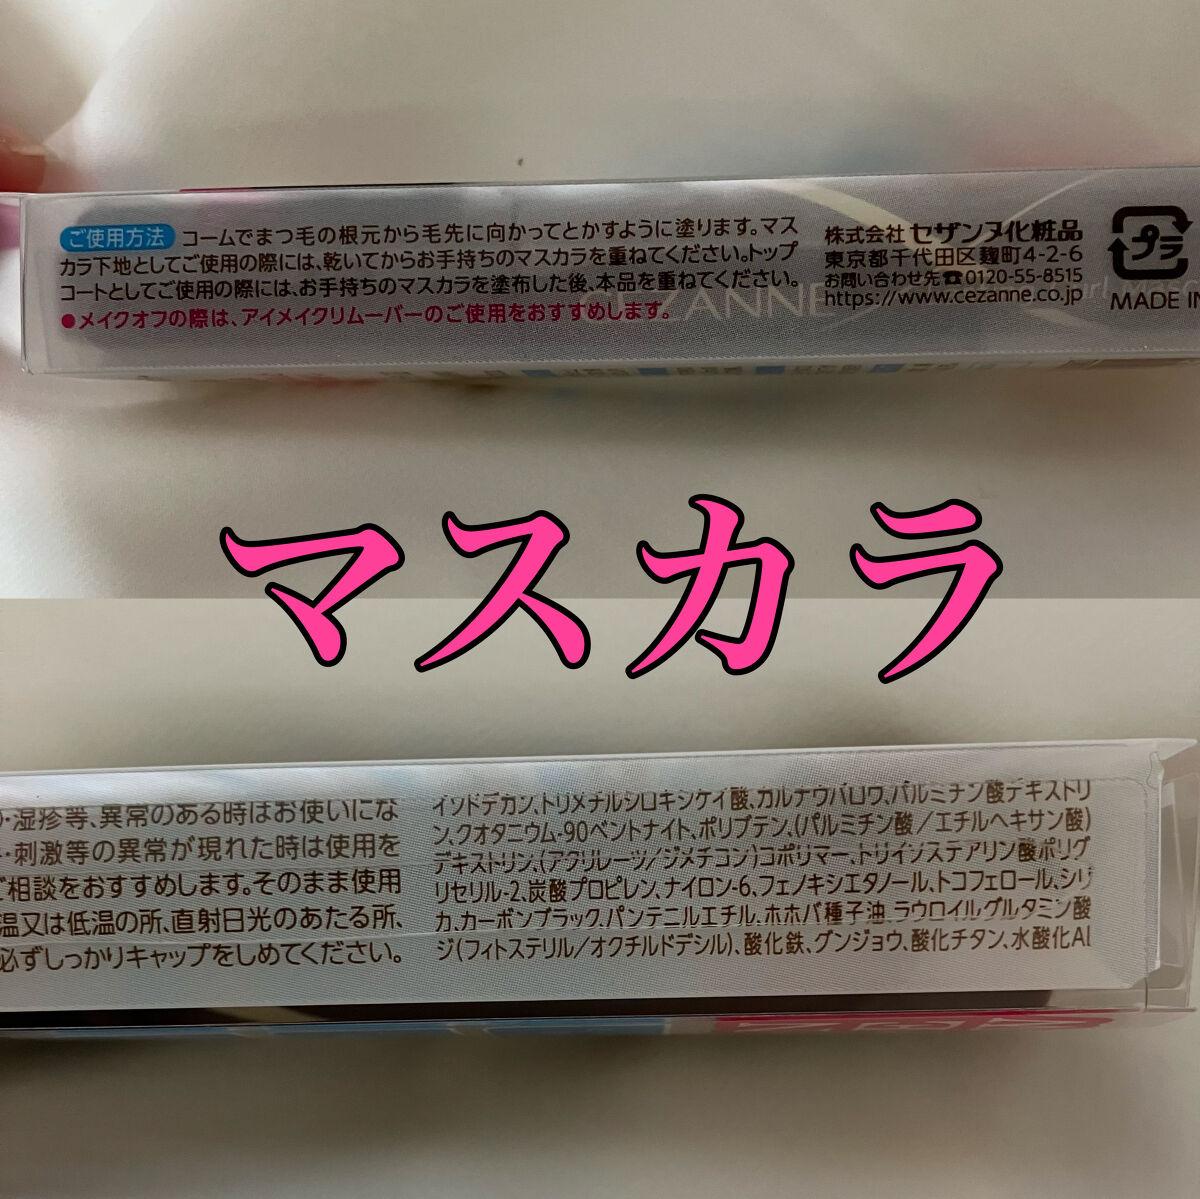 ご使用方法 コームでまつ毛の根元から毛先に向かってとかすように塗ります。マス
カラ下地としてご使用の際には、乾いてからお手持ちのマスカラを重ねてください。トップ
コートとしてご使用の際には、お手持ちのマスカラを塗布した後、本品を重ねてください。
●メイクオフの際は、アイメイクリムーバーのご使用をおすすめします。
CEZANNE
株式会社 セザンヌ化粧品
東京都千代田区麹町4-2-6
お問い合わせ先☎0120-55-8515
https://www.cezanne.co.jp
プラ
MADE IN
マスカラ
・湿疹等、異常のある時はお使いにな
・刺激等の異常が現れた時は使用を
ご相談をおすすめします。そのまま使用
温又は低温の所、直射日光のあたる所、
必ずしっかりキャップをしめてください。
イソドデカン、トリメチルシロキシケイ酸、カルナウバロウ、パルミチン酸デキストリ
ン、クオタニウム-90ベントナイト、ポリブテン、(パルミチン酸/エチルヘキサン酸)
デキストリン、(アクリレーツ/ジメチコン)コポリマー、トリイソステアリン酸ポリグ
リセリル-2、炭酸プロピレン、ナイロン-6、フェノキシエタノール、トコフェロール、シリ
カ、カーボンブラック、パンテニルエチル、ホホバ種子油、ラウロイルグルタミン酸
ジ(フィトステリル/オクチルドデシル)、酸化鉄、グンジョウ、酸化チタン、水酸化Al